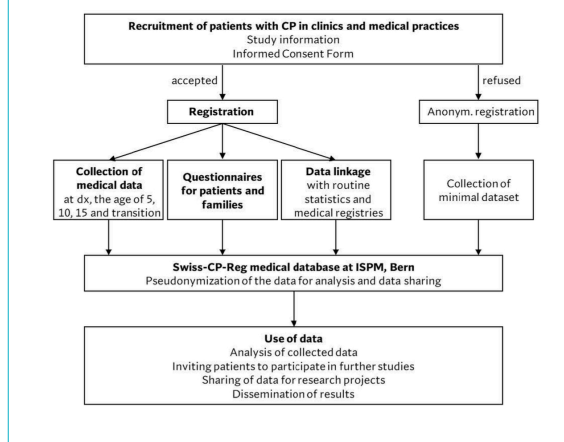 Recruitment of patients with CP in clinics and medical practices
Study information
Informed Consent Form
accepted
refused
Registration
Anonym. registration
Collection of
medical data
at dx, the age of 5,
10, 15 and transition
Questionnaires
for patients and
families
Data linkage
with routine
statistics and
medical registries
Collection of
minimal dataset
Swiss-CP-Reg medical database at ISPM, Bern
Pseudonymization of the data for analysis and data sharing
Use of data
Analysis of collected data
Inviting patients to participate in further studies
Sharing of data for research projects
Dissemination of results